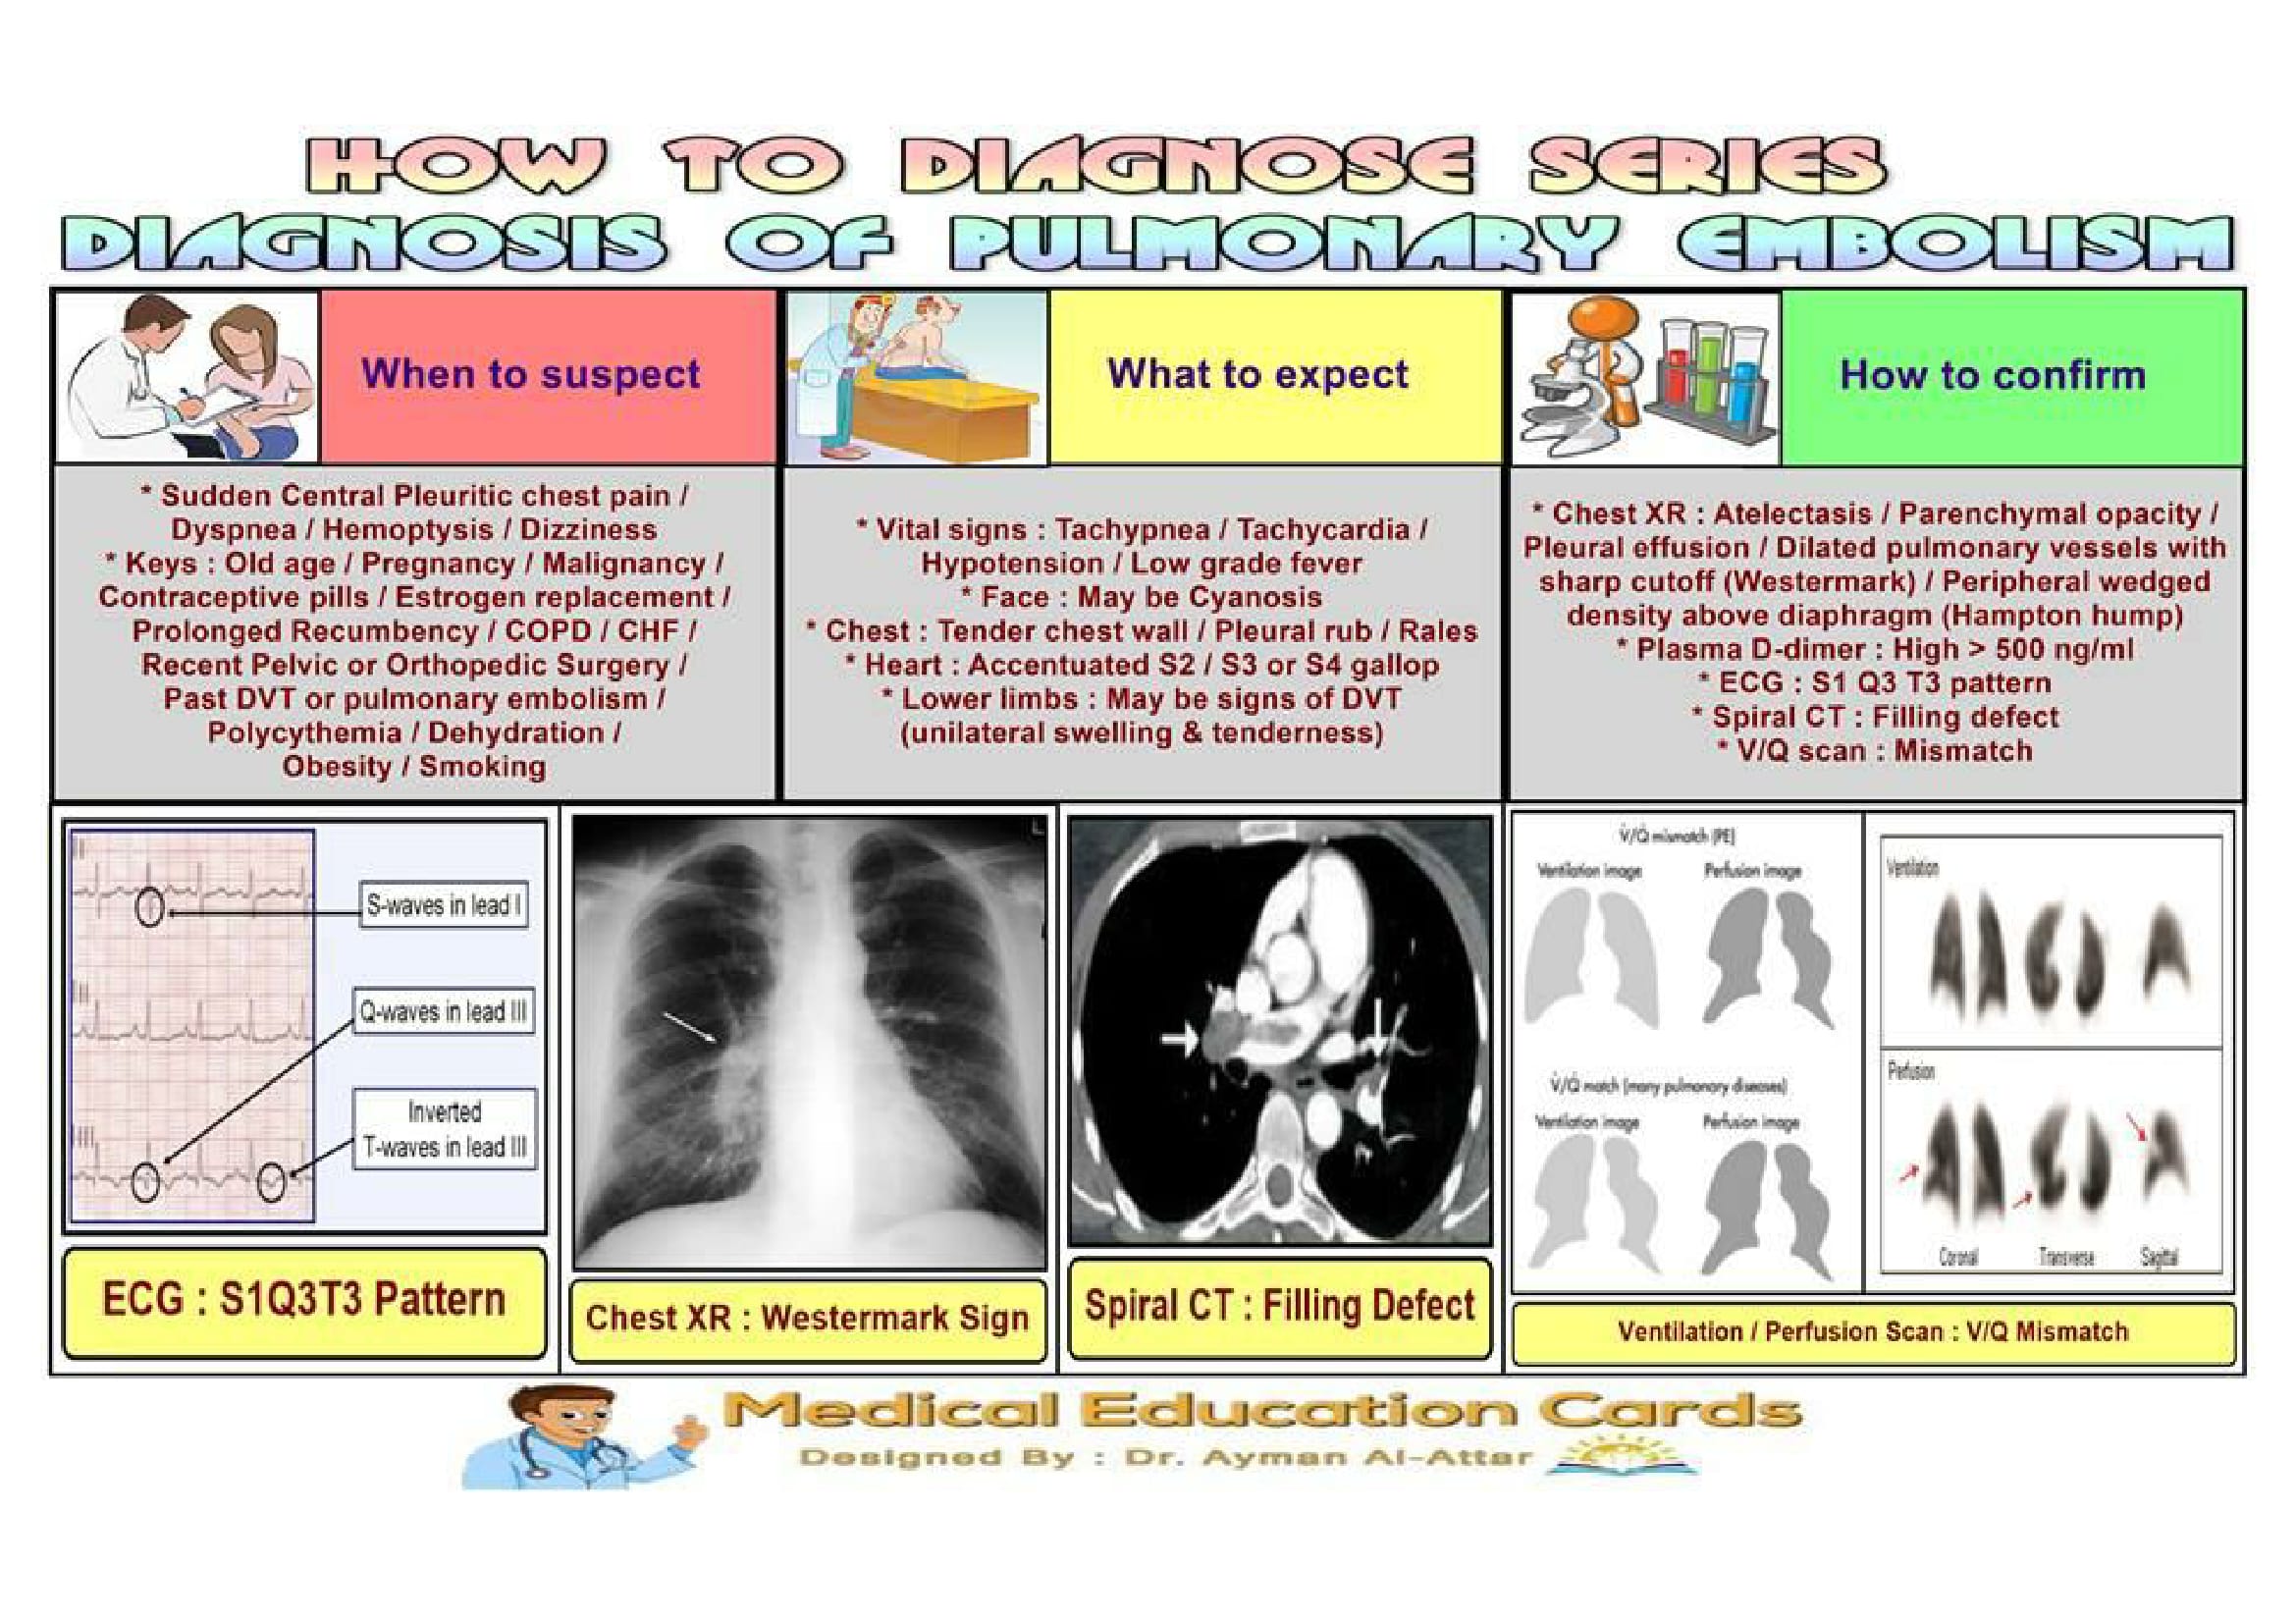 HOW TO DIAGNOSE SERIES
DIAGNOSIS OF PULMONARY EMBOLISM
When to suspect
* Sudden Central Pleuritic chest pain /
Dyspnea / Hemoptysis / Dizziness
* Keys : Old age / Pregnancy / Malignancy /
Contraceptive pills / Estrogen replacement /
Prolonged Recumbency / COPD / CHF /
Recent Pelvic or Orthopedic Surgery /
Past DVT or pulmonary embolism /
Polycythemia / Dehydration /
Obesity / Smoking
What to expect
* Vital signs : Tachypnea / Tachycardia /
Hypotension / Low grade fever
* Face : May be Cyanosis
* Chest : Tender chest wall / Pleural rub / Rales
* Heart : Accentuated S2 / S3 or S4 gallop
* Lower limbs : May be signs of DVT
(unilateral swelling & tenderness)
How to confirm
* Chest XR : Atelectasis / Parenchymal opacity /
Pleural effusion / Dilated pulmonary vessels with
sharp cutoff (Westermark) / Peripheral wedged
density above diaphragm (Hampton hump)
* Plasma D-dimer : High > 500 ng/ml
* ECG : S1 Q3 T3 pattern
* Spiral CT : Filling defect
* V/Q scan : Mismatch
I
S-waves in lead I
II
Q-waves in lead III
III
Inverted
T-waves in lead III
ECG : S1Q3T3 Pattern
L
Chest XR : Westermark Sign
Spiral CT : Filling Defect
V̇/Q̇ mismatch (PE)
Ventilation image Perfusion image
V̇/Q̇ match (many pulmonary diseases)
Ventilation image Perfusion image
Ventilation
Perfusion
Coronal Transverse Sagittal
Ventilation / Perfusion Scan : V/Q Mismatch
Medical Education Cards
Designed By : Dr. Ayman Al-Attar